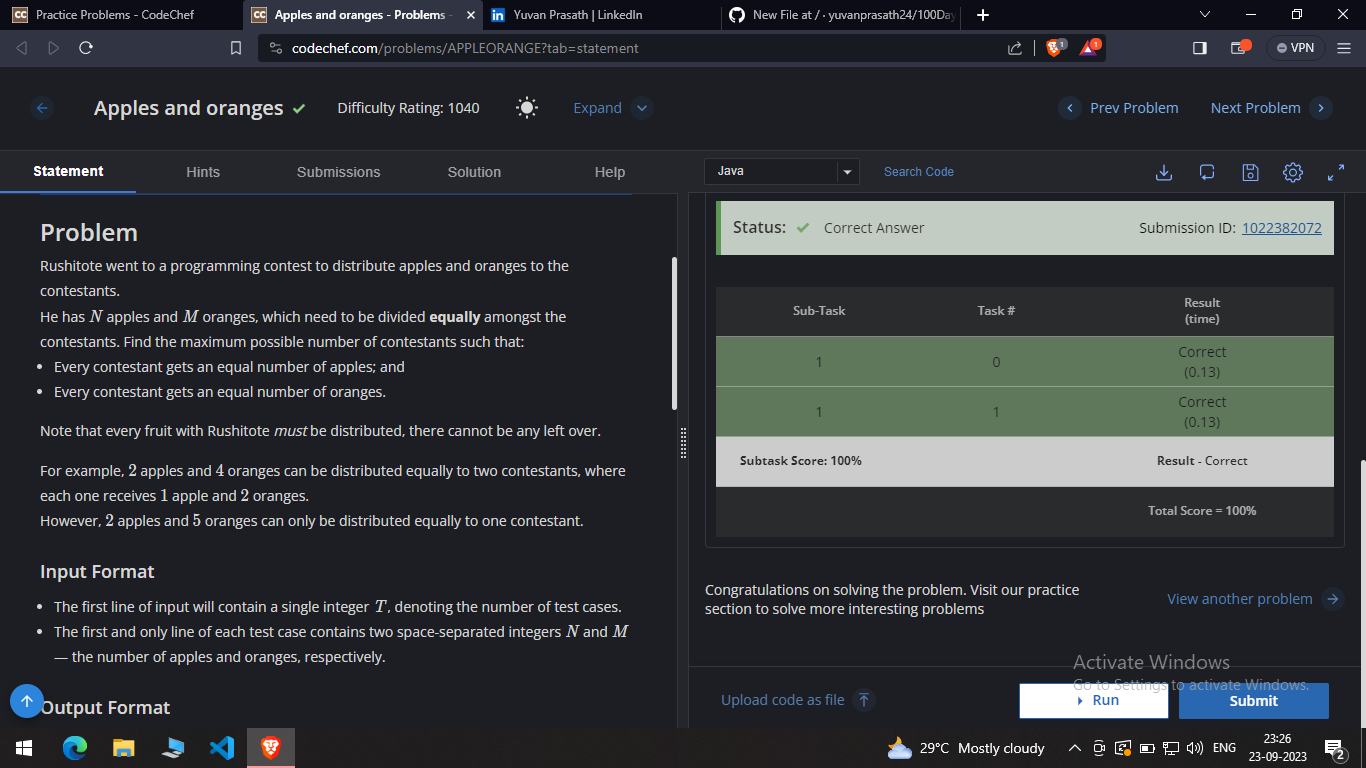 Practice Problems - CodeChef
Apples and oranges - Problems -
Yuvan Prasath | LinkedIn
New File at / · yuvanprasath24/100Day
codechef.com/problems/APPLEORANGE?tab=statement
1
1
VPN
Apples and oranges
Difficulty Rating: 1040
Expand
Prev Problem
Next Problem
Statement
Hints
Submissions
Solution
Help
Problem
Rushitote went to a programming contest to distribute apples and oranges to the
contestants.
He has N apples and M oranges, which need to be divided equally amongst the
contestants. Find the maximum possible number of contestants such that:
• Every contestant gets an equal number of apples; and
• Every contestant gets an equal number of oranges.
Note that every fruit with Rushitote must be distributed, there cannot be any left over.
For example, 2 apples and 4 oranges can be distributed equally to two contestants, where
each one receives 1 apple and 2 oranges.
However, 2 apples and 5 oranges can only be distributed equally to one contestant.
Input Format
• The first line of input will contain a single integer T, denoting the number of test cases.
• The first and only line of each test case contains two space-separated integers N and M
— the number of apples and oranges, respectively.
Output Format
Java
Search Code
Status: Correct Answer
Submission ID: 1022382072
Sub-Task Task # Result
(time)
1 0 Correct
(0.13)
1 1 Correct
(0.13)
Subtask Score: 100% Result - Correct
Total Score = 100%
Congratulations on solving the problem. Visit our practice
section to solve more interesting problems
View another problem
Activate Windows
Go to Settings to activate Windows.
Upload code as file
Run
Submit
29°C Mostly cloudy
ENG
23:26
23-09-2023
2